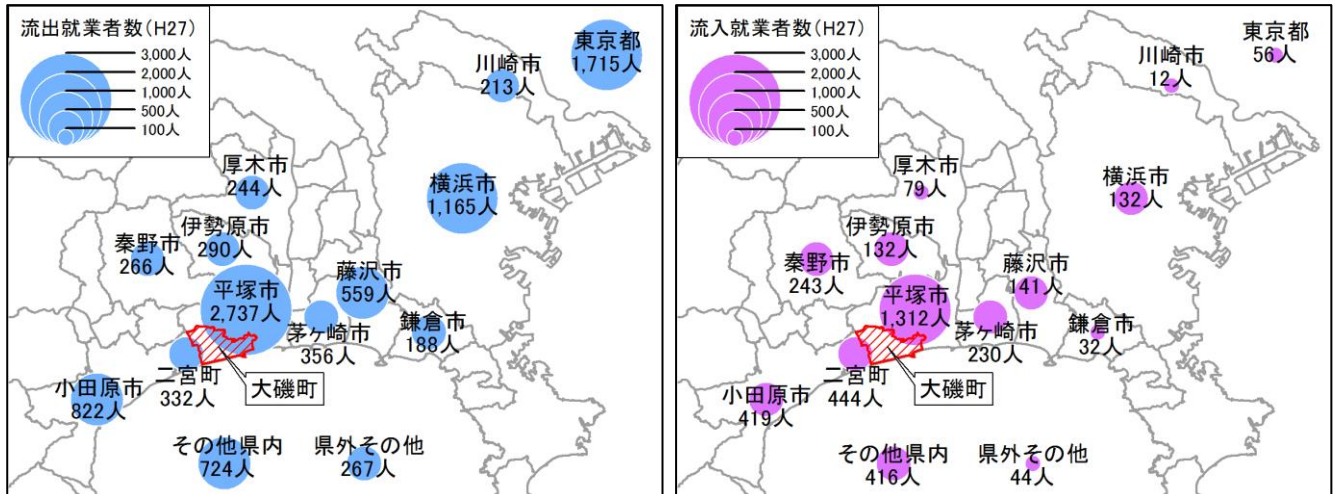 流出就業者数(H27)
3,000人
2,000人
1,000人
500人
100人
東京都
1,715人
川崎市
213人
厚木市
244人
横浜市
1,165人
伊勢原市
290人
秦野市
266人
藤沢市
559人
平塚市
2,737人
茅ヶ崎市
356人
鎌倉市
188人
二宮町
332人
大磯町
小田原市
822人
その他県内
724人
県外その他
267人
流入就業者数(H27)
3,000人
2,000人
1,000人
500人
100人
東京都
56人
川崎市
12人
厚木市
79人
横浜市
132人
伊勢原市
132人
秦野市
243人
藤沢市
141人
平塚市
1,312人
茅ヶ崎市
230人
鎌倉市
32人
二宮町
444人
大磯町
小田原市
419人
その他県内
416人
県外その他
44人